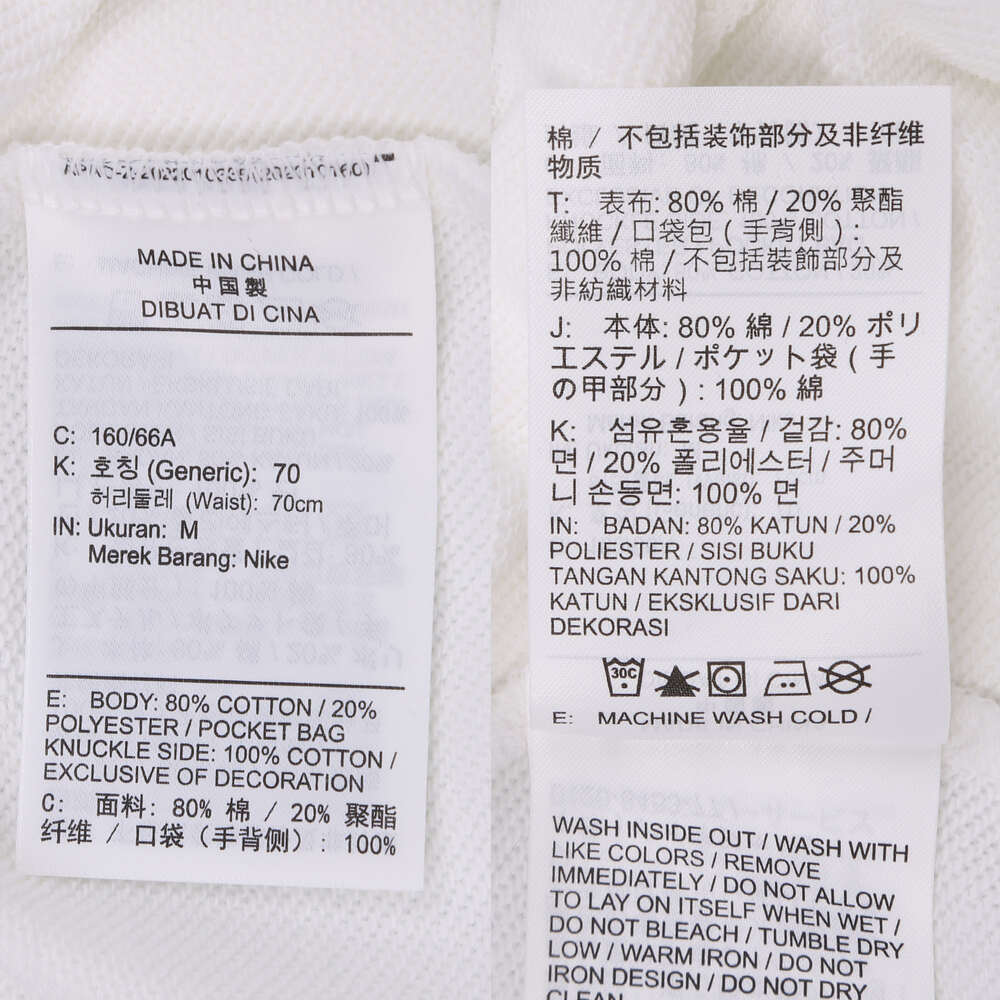 MADE IN CHINA
中国製
DIBUAT DI CINA
C: 160/66A
K: 호칭 (Generic): 70
허리둘레 (Waist): 70cm
IN: Ukuran: M
Merek Barang: Nike
E: BODY: 80% COTTON / 20%
POLYESTER / POCKET BAG
KNUCKLE SIDE: 100% COTTON /
EXCLUSIVE OF DECORATION
C: 面料: 80% 棉 / 20% 聚酯
纤维 / 口袋（手背侧）: 100%
棉 / 不包括装饰部分及非纤维
物质
T: 表布: 80% 棉 / 20% 聚酯
纖維 / 口袋包（手背側）:
100% 棉 / 不包括裝飾部分及
非紡織材料
J: 本体: 80% 綿 / 20% ポリ
エステル / ポケット袋 ( 手
の甲部分 ) : 100% 綿
K: 섬유혼용율 / 겉감: 80%
면 / 20% 폴리에스터 / 주머
니 손등면: 100% 면
IN: BADAN: 80% KATUN / 20%
POLIESTER / SISI BUKU
TANGAN KANTONG SAKU: 100%
KATUN / EKSKLUSIF DARI
DEKORASI
30C
E: MACHINE WASH COLD /
WASH INSIDE OUT / WASH WITH
LIKE COLORS / REMOVE
IMMEDIATELY / DO NOT ALLOW
TO LAY ON ITSELF WHEN WET /
DO NOT BLEACH / TUMBLE DRY
LOW / WARM IRON / DO NOT
IRON DESIGN / DO NOT DRY
CLEAN